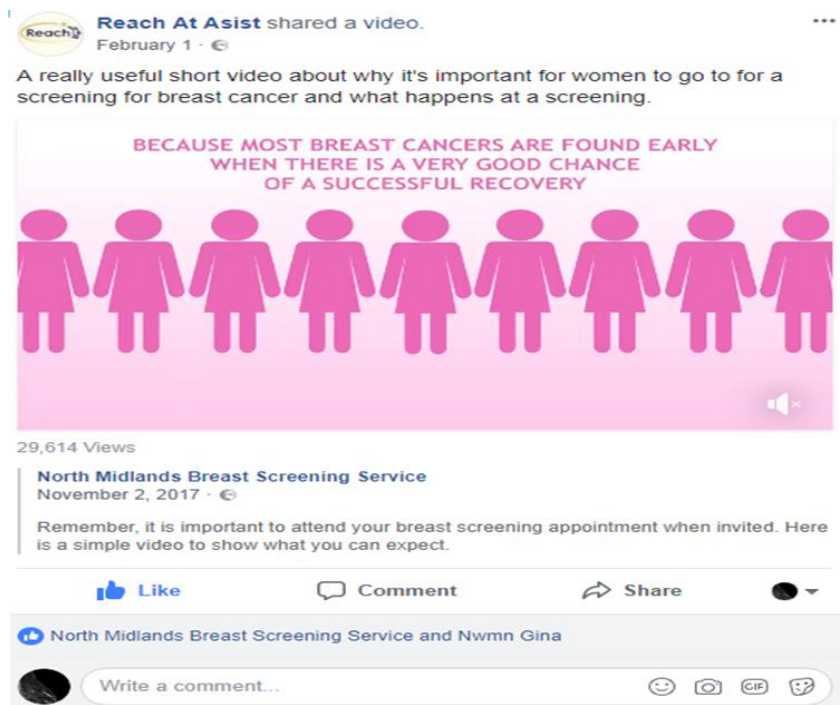 Reach
Reach At Asist shared a video.
February 1 ·
A really useful short video about why it's important for women to go to for a
screening for breast cancer and what happens at a screening.
BECAUSE MOST BREAST CANCERS ARE FOUND EARLY
WHEN THERE IS A VERY GOOD CHANCE
OF A SUCCESSFUL RECOVERY
29,614 Views
North Midlands Breast Screening Service
November 2, 2017 ·
Remember, it is important to attend your breast screening appointment when invited. Here
is a simple video to show what you can expect.
Like Comment Share
North Midlands Breast Screening Service and Nwmn Gina
Write a comment...
GIF